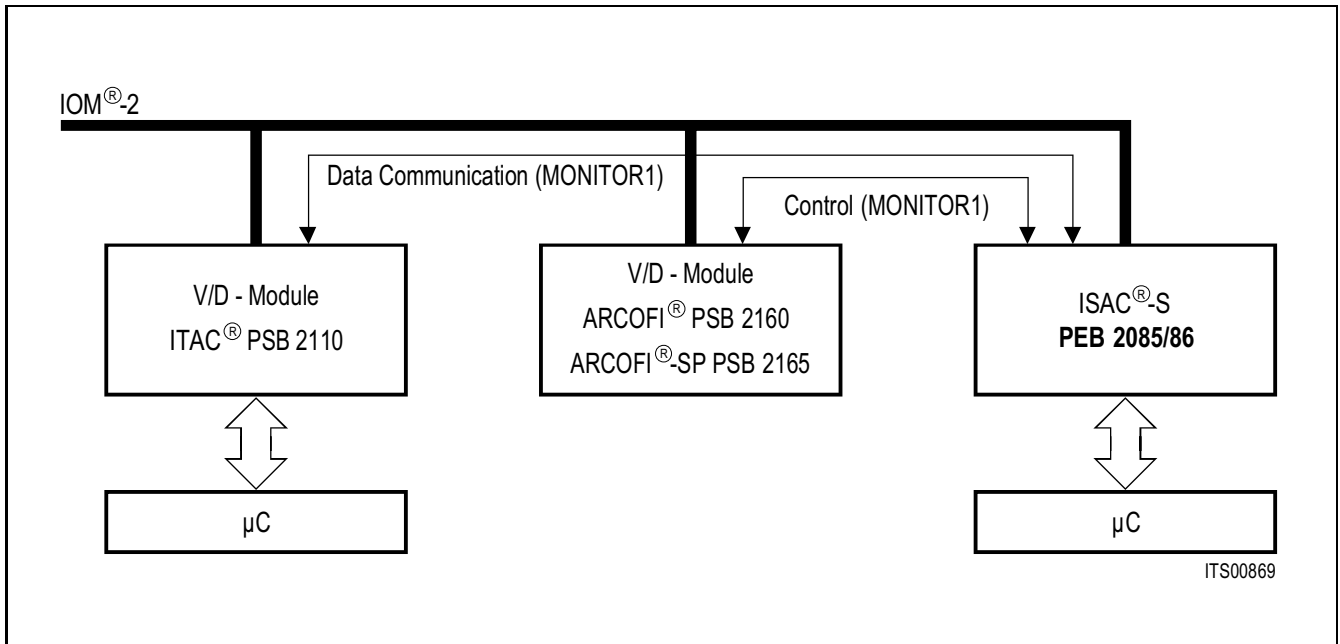 IOM®-2
Data Communication (MONITOR1)
Control (MONITOR1)
V/D - Module
ITAC® PSB 2110
V/D - Module
ARCOFI® PSB 2160
ARCOFI®-SP PSB 2165
ISAC®-S
PEB 2085/86
µC
µC
ITS00869